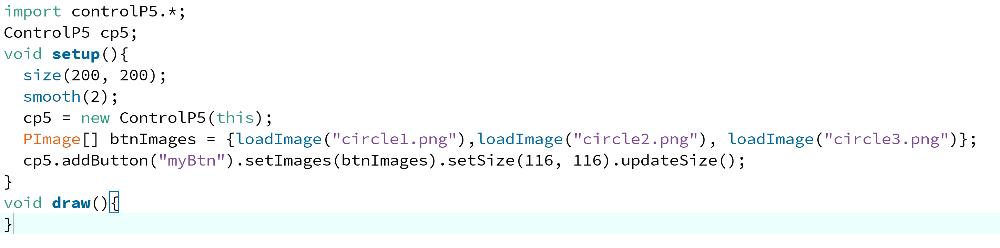 import controlP5.*;
ControlP5 cp5;
void setup(){
  size(200, 200);
  smooth(2);
  cp5 = new ControlP5(this);
  PImage[] btnImages = {loadImage("circle1.png"),loadImage("circle2.png"), loadImage("circle3.png")};
  cp5.addButton("myBtn").setImages(btnImages).setSize(116, 116).updateSize();
}
void draw(){
}